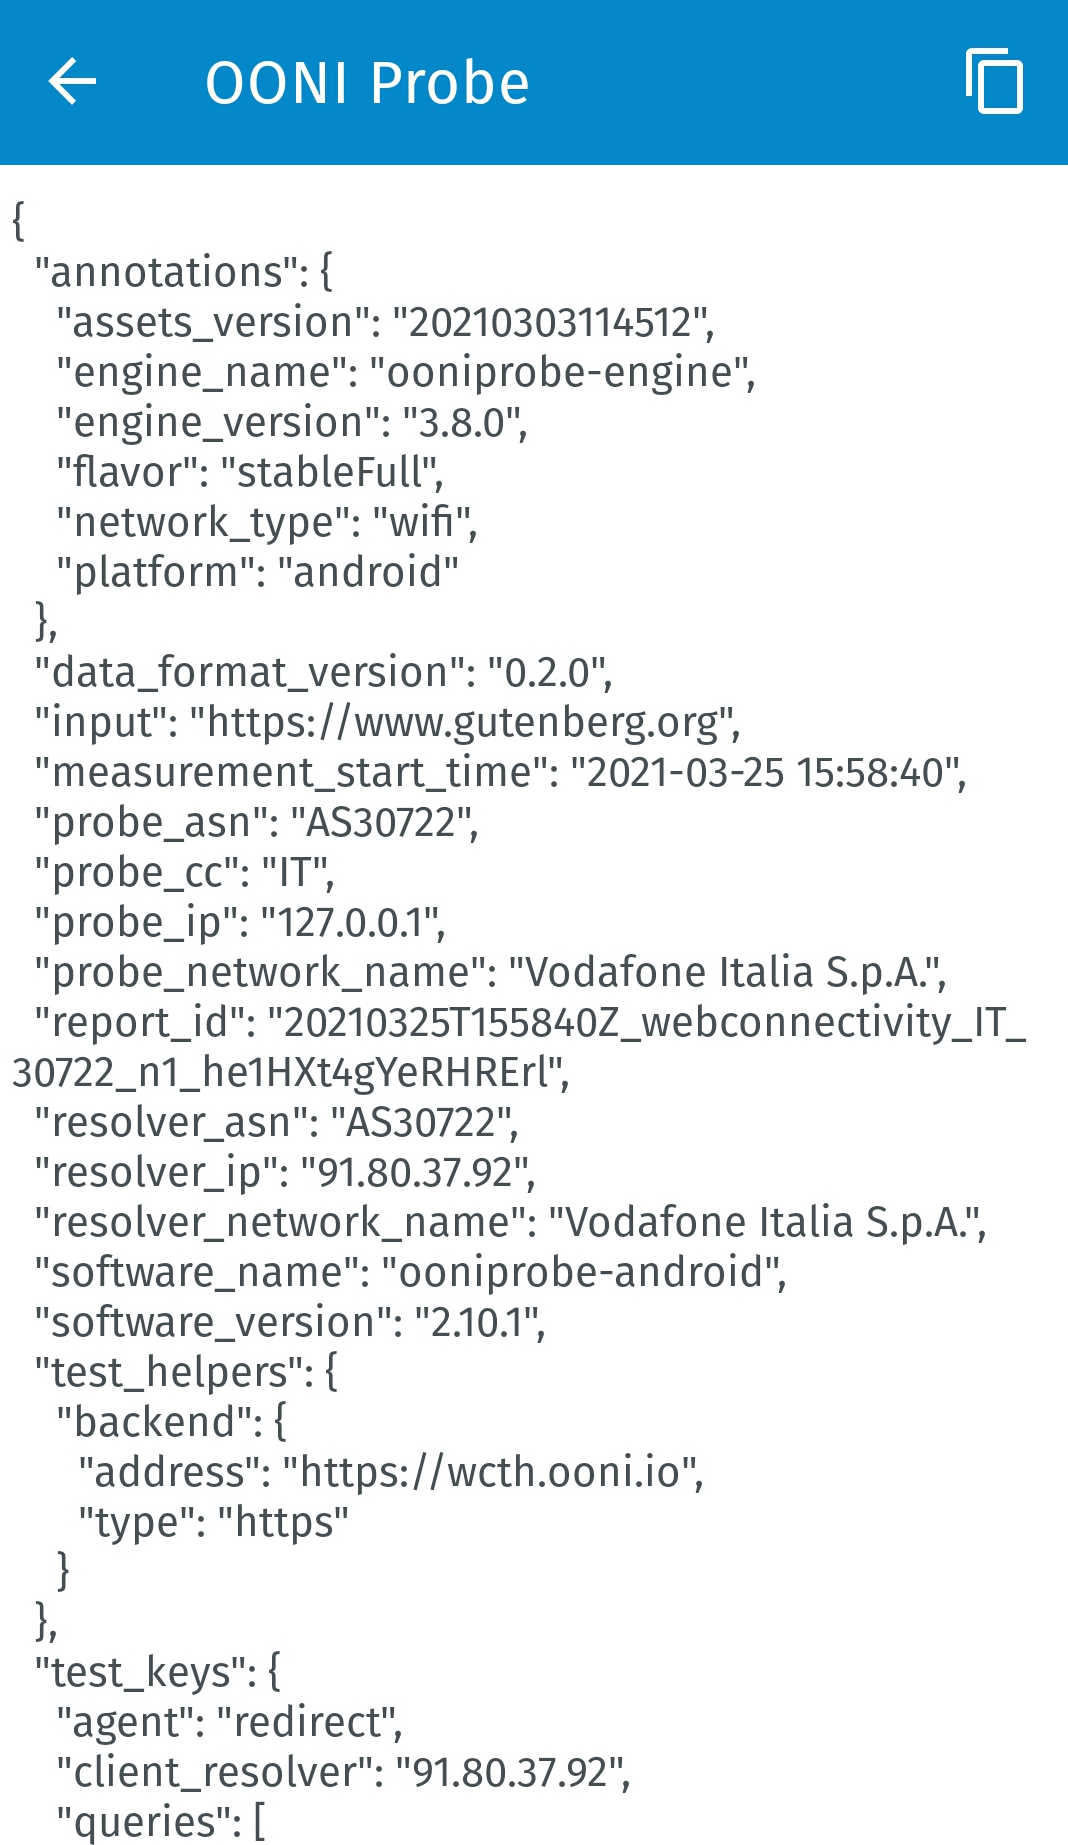 OONI Probe
{
"annotations": {
"assets_version": "20210303114512",
"engine_name": "ooniprobe-engine",
"engine_version": "3.8.0",
"flavor": "stableFull",
"network_type": "wifi",
"platform": "android"
},
"data_format_version": "0.2.0",
"input": "https://www.gutenberg.org",
"measurement_start_time": "2021-03-25 15:58:40",
"probe_asn": "AS30722",
"probe_cc": "IT",
"probe_ip": "127.0.0.1",
"probe_network_name": "Vodafone Italia S.p.A.",
"report_id": "20210325T155840Z_webconnectivity_IT_
30722_n1_he1HXt4gYeRHRErl",
"resolver_asn": "AS30722",
"resolver_ip": "91.80.37.92",
"resolver_network_name": "Vodafone Italia S.p.A.",
"software_name": "ooniprobe-android",
"software_version": "2.10.1",
"test_helpers": {
"backend": {
"address": "https://wcth.ooni.io",
"type": "https"
}
},
"test_keys": {
"agent": "redirect",
"client_resolver": "91.80.37.92",
"queries": [